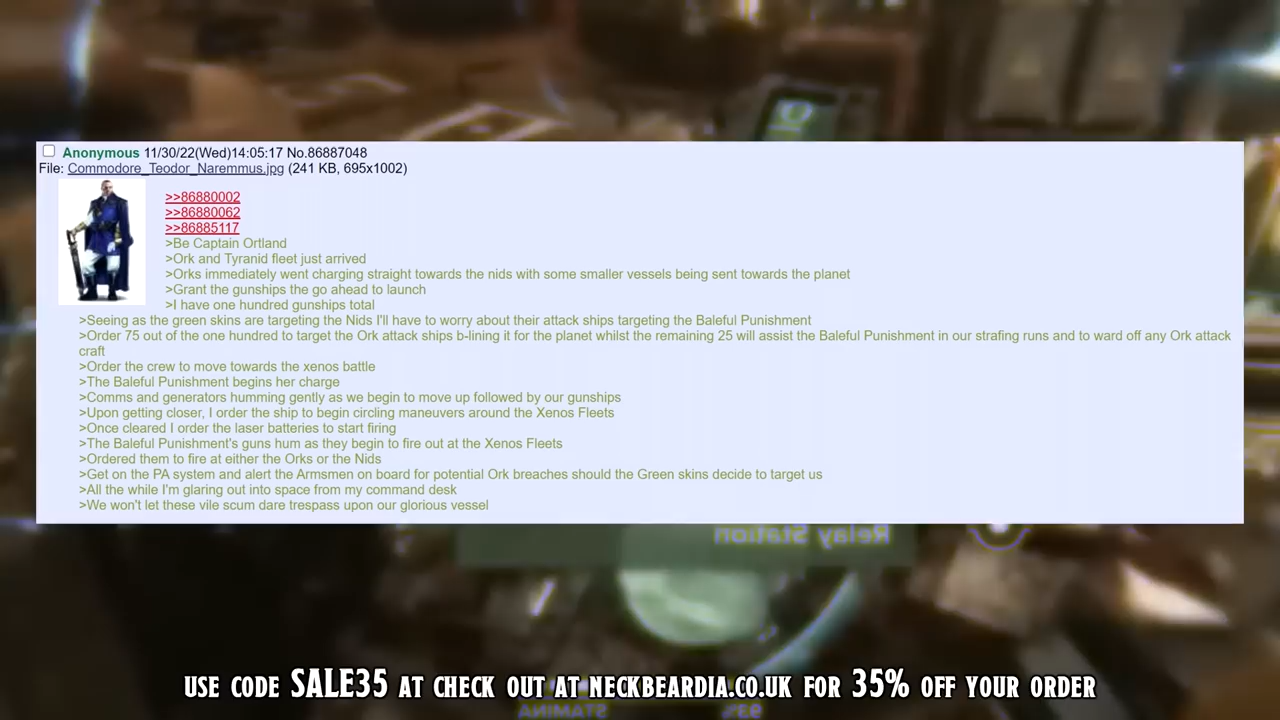 Anonymous 11/30/22(Wed)14:05:17 No.86887048
File: Commodore_Teodor_Naremmus.jpg (241 KB, 695x1002)
>>86880002
>>86880062
>>86885117
>Be Captain Ortland
>Ork and Tyranid fleet just arrived
>Orks immediately went charging straight towards the nids with some smaller vessels being sent towards the planet
>Grant the gunships the go ahead to launch
>I have one hundred gunships total
>Seeing as the green skins are targeting the Nids I'll have to worry about their attack ships targeting the Baleful Punishment
>Order 75 out of the one hundred to target the Ork attack ships b-lining it for the planet whilst the remaining 25 will assist the Baleful Punishment in our strafing runs and to ward off any Ork attack
craft
>Order the crew to move towards the xenos battle
>The Baleful Punishment begins her charge
>Comms and generators humming gently as we begin to move up followed by our gunships
>Upon getting closer, I order the ship to begin circling maneuvers around the Xenos Fleets
>Once cleared I order the laser batteries to start firing
>The Baleful Punishment's guns hum as they begin to fire out at the Xenos Fleets
>Ordered them to fire at either the Orks or the Nids
>Get on the PA system and alert the Armsmen on board for potential Ork breaches should the Green skins decide to target us
>All the while I'm glaring out into space from my command desk
>We won't let these vile scum dare trespass upon our glorious vessel
Relay Station
USE CODE SALE35 AT CHECK OUT AT NECKBEARDIA.CO.UK FOR 35% OFF YOUR ORDER
STAMINA 93%